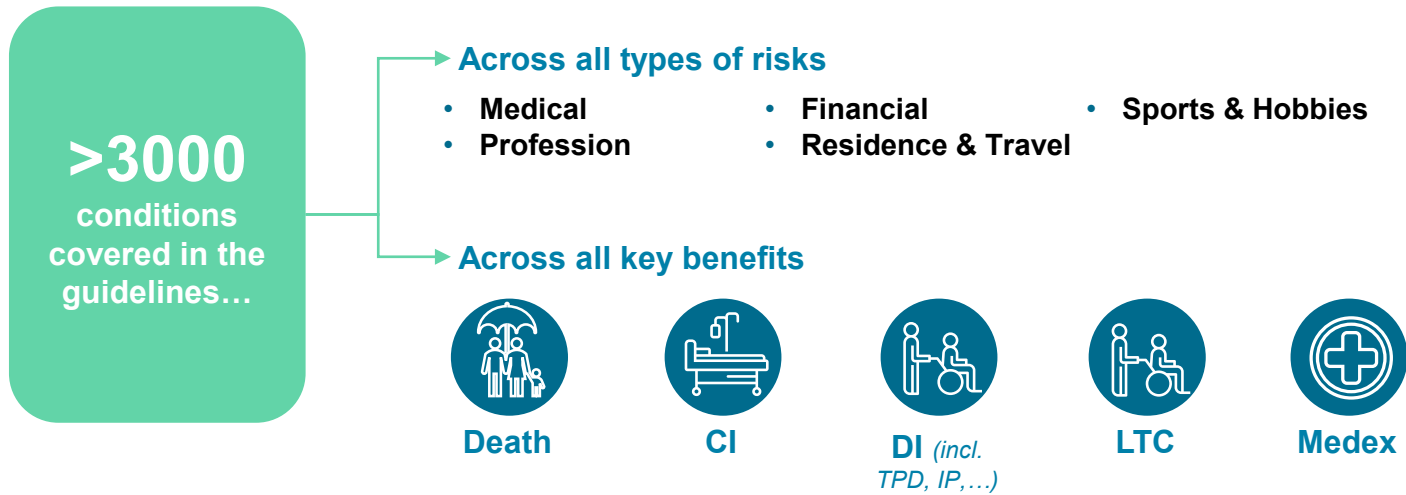 >3000
conditions
covered in the
guidelines…
Across all types of risks
• Medical
• Profession
• Financial
• Residence & Travel
• Sports & Hobbies
Across all key benefits
Death
CI
DI (incl.
TPD, IP,…)
LTC
Medex